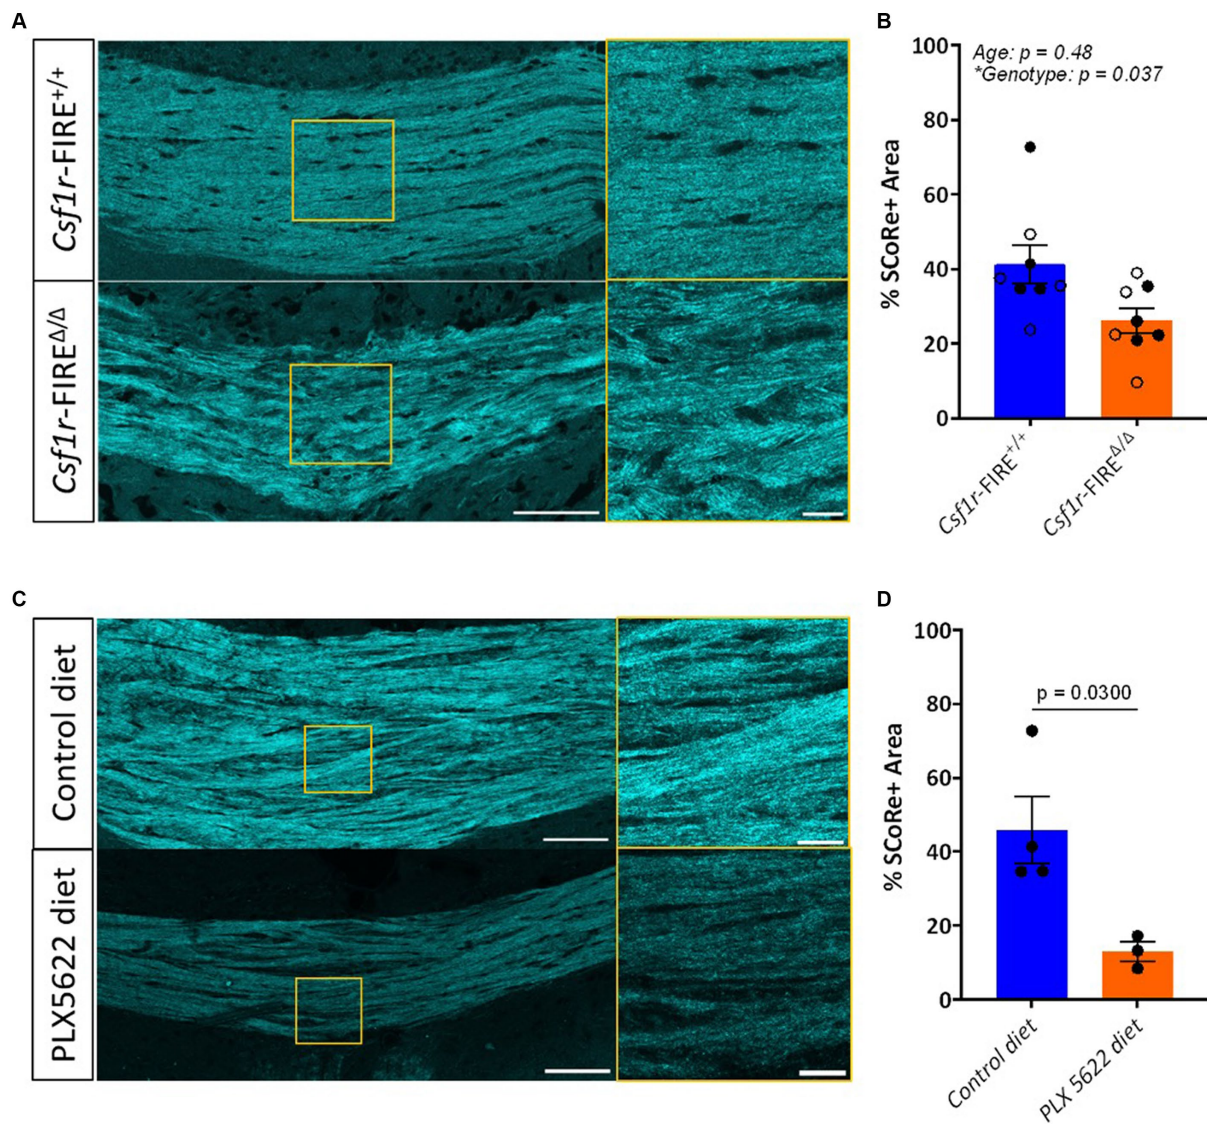 A
Csf1r-FIRE+/+
Csf1r-FIREΔ/Δ
B
% SCoRe+ Area
100
80
60
40
20
0
Age: p = 0.48
*Genotype: p = 0.037
Csf1r-FIRE+/+
Csf1r-FIREΔ/Δ
C
Control diet
PLX5622 diet
D
% SCoRe+ Area
100
80
60
40
20
0
p = 0.0300
Control diet
PLX 5622 diet